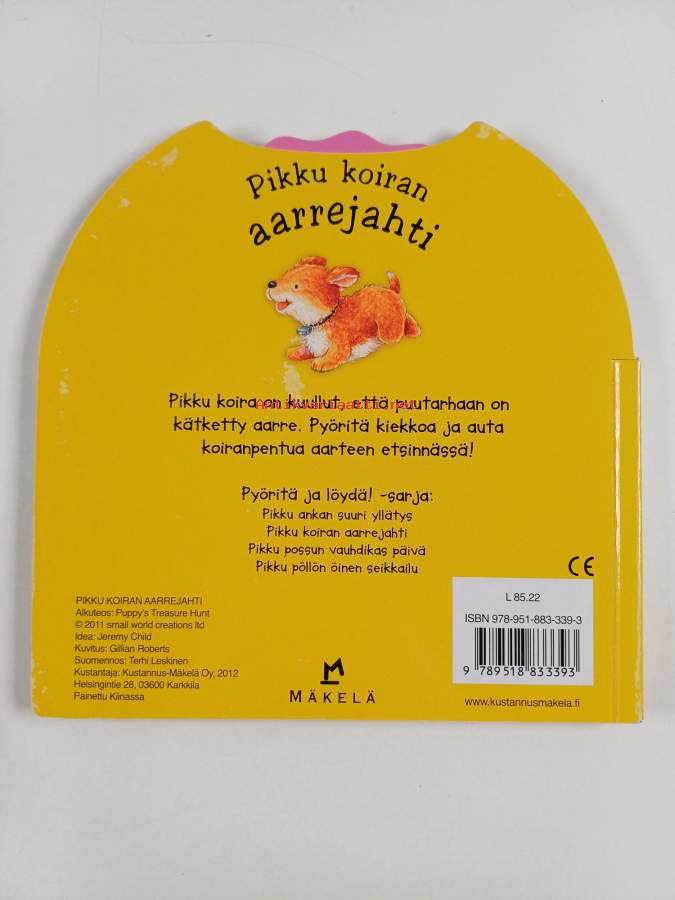 Pikku koiran
aarrejahti
Pikku koira on kuullut, että puutarhaan on
Antikvariaatti.net
kätketty aarre. Pyöritä kiekkoa ja auta
koiranpentua aarteen etsinnässä!
Pyöritä ja löydä! -sarja:
Pikku ankan suuri yllätys
Pikku koiran aarrejahti
Pikku possun vauhdikas päivä
Pikku pöllön öinen seikkailu
CE
PIKKU KOIRAN AARREJAHTI
Alkuteos: Puppy's Treasure Hunt
© 2011 small world creations ltd
Idea: Jeremy Child
Kuvitus: Gillian Roberts
Suomennos: Terhi Leskinen
Kustantaja: Kustannus-Mäkelä Oy, 2012
Helsingintie 28, 03600 Karkkila
Painettu Kiinassa
M
MÄKELÄ
L 85.22
ISBN 978-951-883-339-3
9 789518 833393
www.kustannusmakela.fi